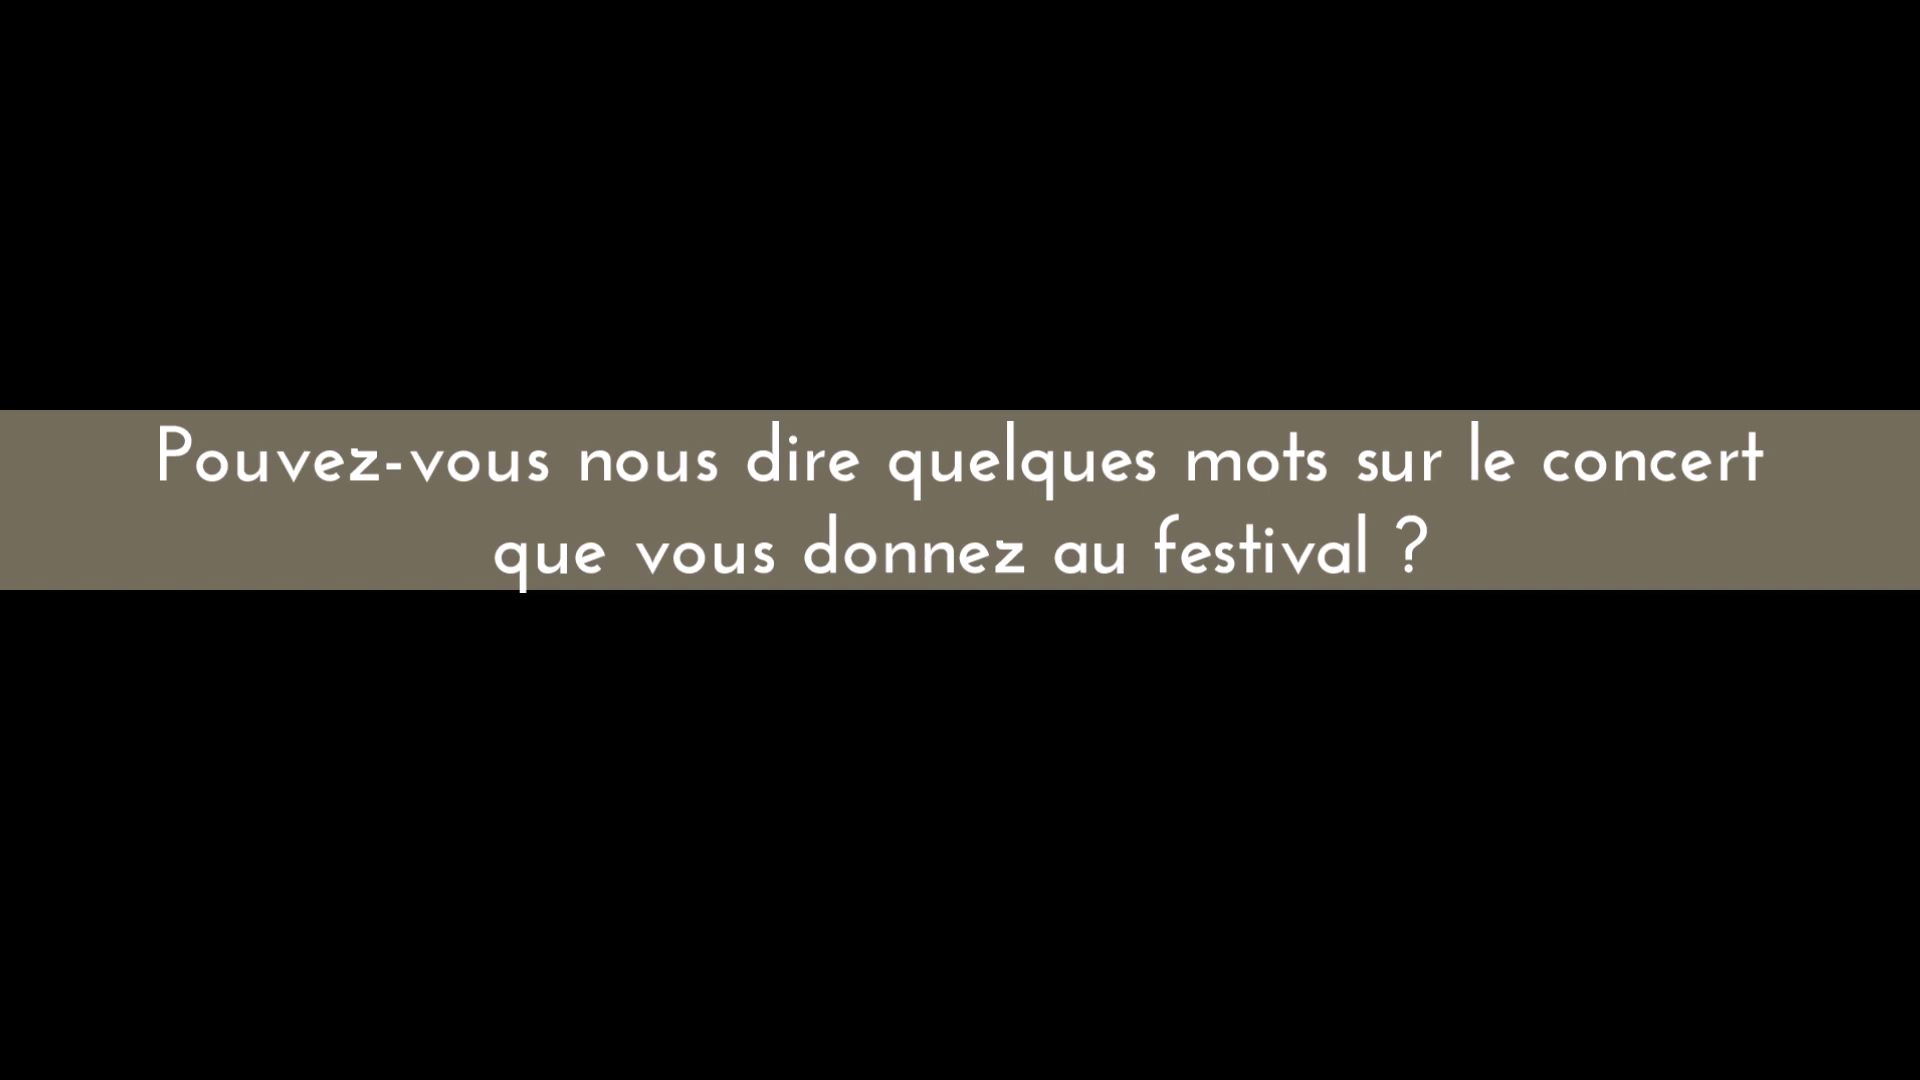 Pouvez-vous nous dire quelques mots sur le concert
que vous donnez au festival ?